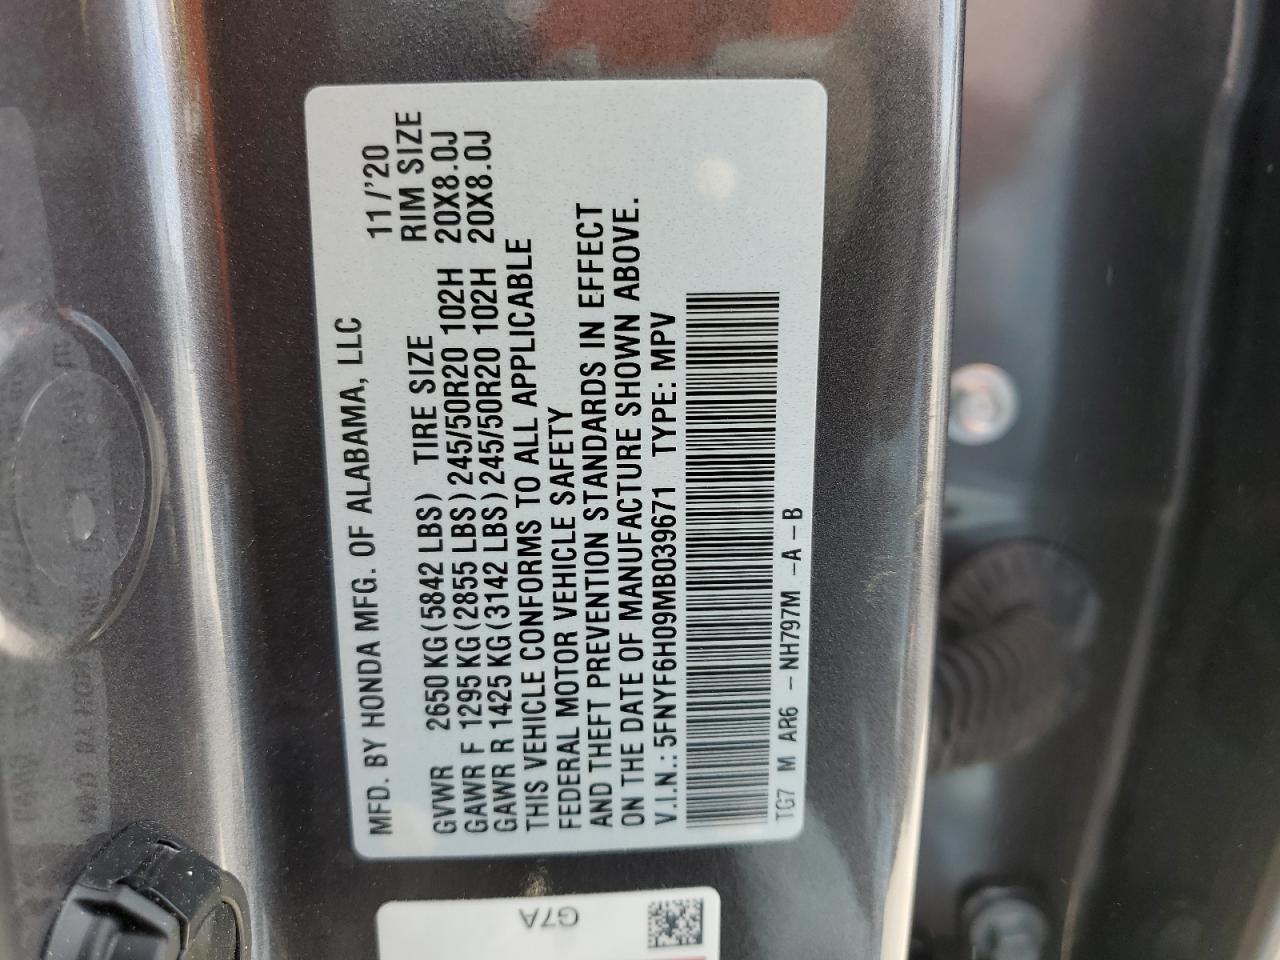 MFD. BY HONDA MFG. OF ALABAMA, LLC 11/'20
GVWR 2650 KG (5842 LBS) TIRE SIZE RIM SIZE
GAWR F 1295 KG (2855 LBS) 245/50R20 102H 20X8.0J
GAWR R 1425 KG (3142 LBS) 245/50R20 102H 20X8.0J
THIS VEHICLE CONFORMS TO ALL APPLICABLE
FEDERAL MOTOR VEHICLE SAFETY
AND THEFT PREVENTION STANDARDS IN EFFECT
ON THE DATE OF MANUFACTURE SHOWN ABOVE.
V.I.N.: 5FNYF6H09MB039671 TYPE: MPV
TG7 M AR6 - NH797M -A-B
G7A